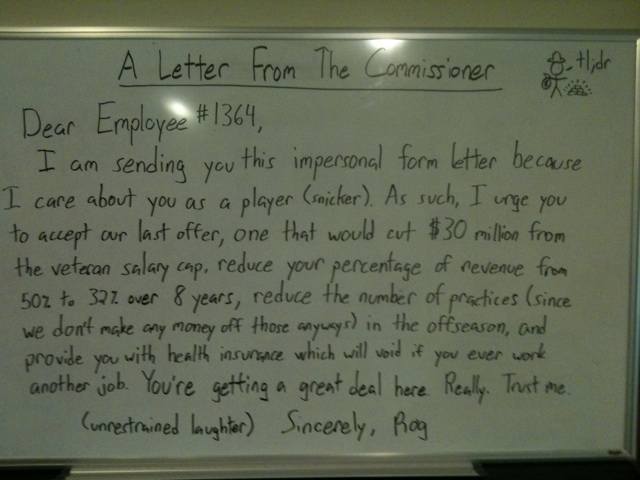 A Letter From The Commissioner
tl;dr
Dear Employee #1364,
I am sending you this impersonal form letter because
I care about you as a player (snicker). As such, I urge you
to accept our last offer, one that would cut $30 million from
the veteran salary cap, reduce your percentage of revenue from
50% to 32% over 8 years, reduce the number of practices (since
we don't make any money off those anyways) in the offseason, and
provide you with health insurance which will void if you ever work
another job. You're getting a great deal here. Really. Trust me.
(unrestrained laughter) Sincerely, Rog